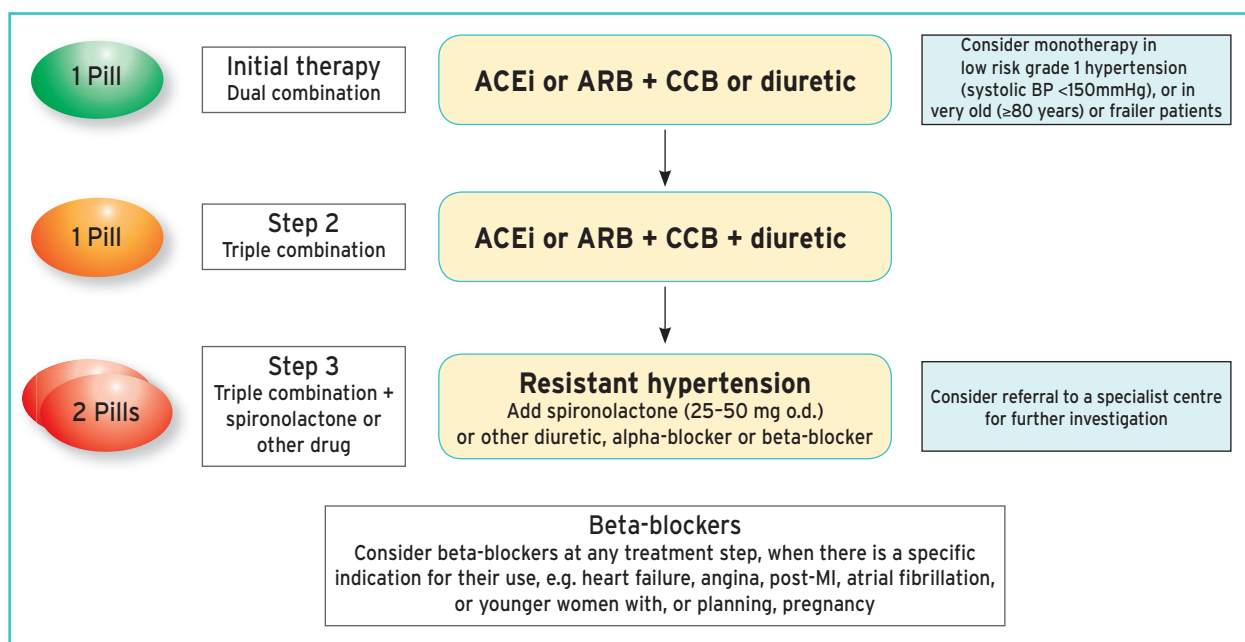 1 Pill
Initial therapy
Dual combination
ACEi or ARB + CCB or diuretic
Consider monotherapy in
low risk grade 1 hypertension
(systolic BP <150mmHg), or in
very old (≥80 years) or frailer patients
1 Pill
Step 2
Triple combination
ACEi or ARB + CCB + diuretic
2 Pills
Step 3
Triple combination +
spironolactone or
other drug
Resistant hypertension
Add spironolactone (25–50 mg o.d.)
or other diuretic, alpha-blocker or beta-blocker
Consider referral to a specialist centre
for further investigation
Beta-blockers
Consider beta-blockers at any treatment step, when there is a specific
indication for their use, e.g. heart failure, angina, post-MI, atrial fibrillation,
or younger women with, or planning, pregnancy